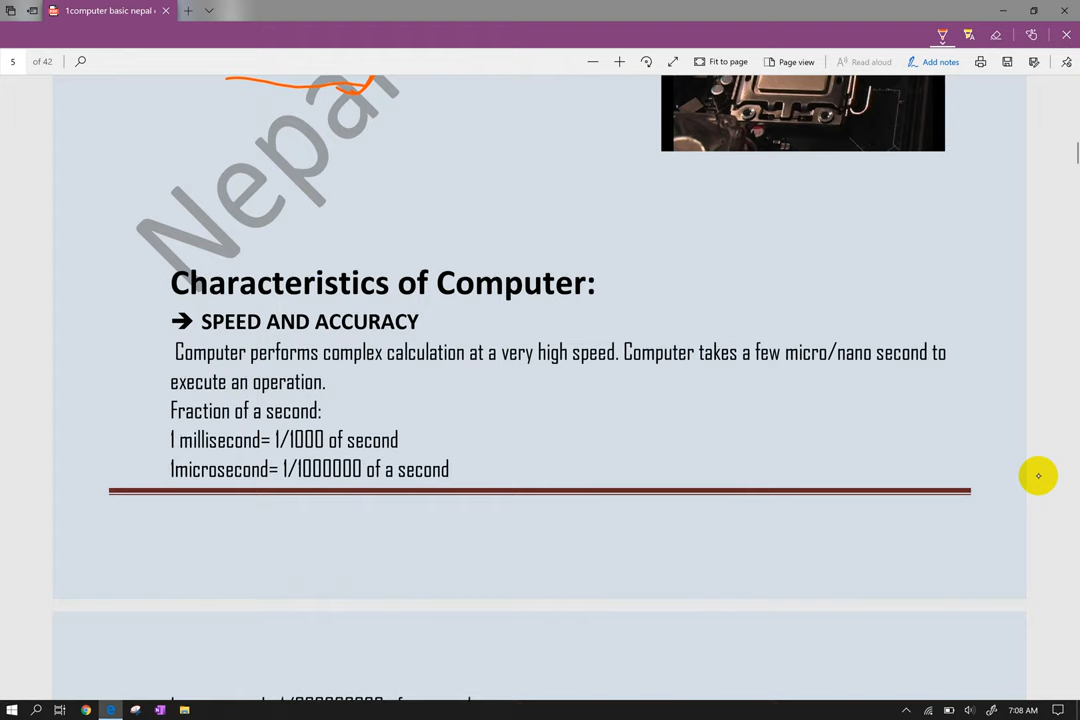 1computer basic nepal
5 of 42
Fit to page
Page view
Read aloud
Add notes
Nepal
Characteristics of Computer:
➔ SPEED AND ACCURACY
Computer performs complex calculation at a very high speed. Computer takes a few micro/nano second to
execute an operation.
Fraction of a second:
1 millisecond= 1/1000 of second
1microsecond= 1/1000000 of a second
7:08 AM